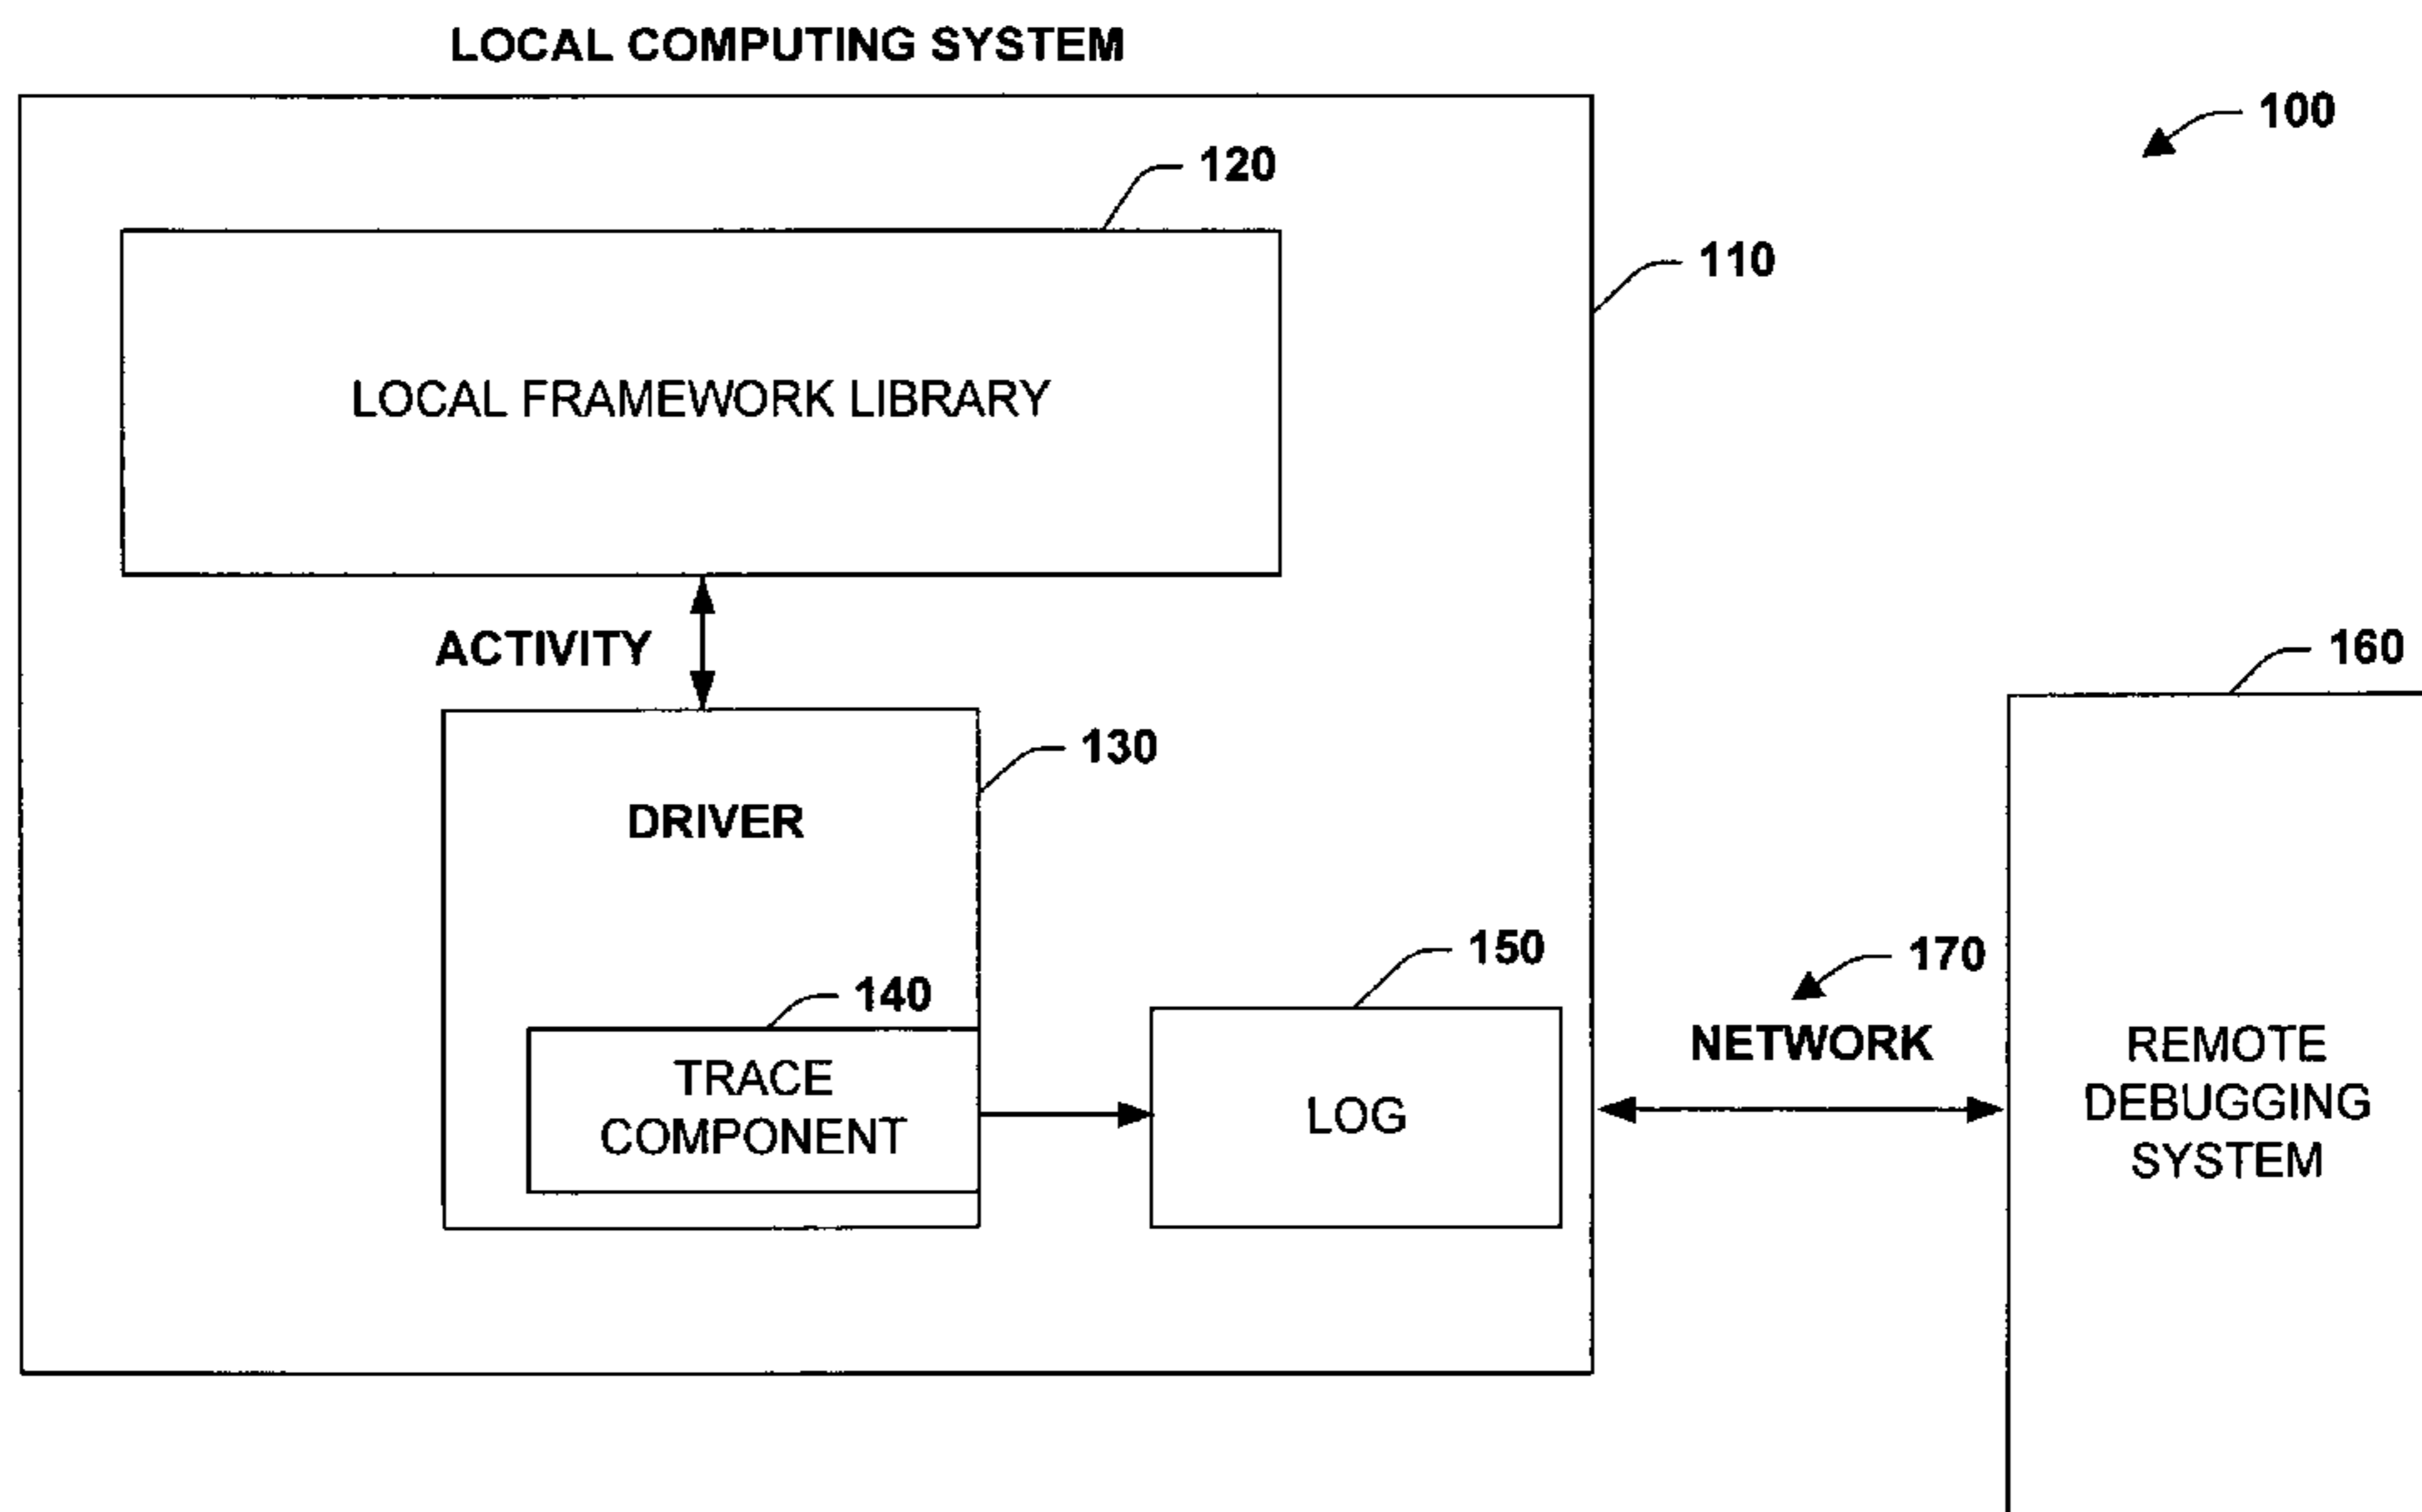 LOCAL COMPUTING SYSTEM
100
120
110
LOCAL FRAMEWORK LIBRARY
ACTIVITY
160
130
DRIVER
150
170
140
NETWORK
TRACE
COMPONENT
LOG
REMOTE
DEBUGGING
SYSTEM